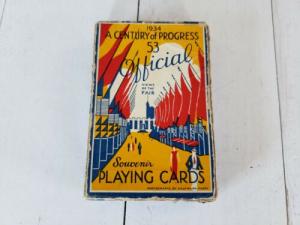 1934
A CENTURY of PROGRESS
53
Official
VIEWS
OF THE
FAIR
Souvenir
PLAYING CARDS